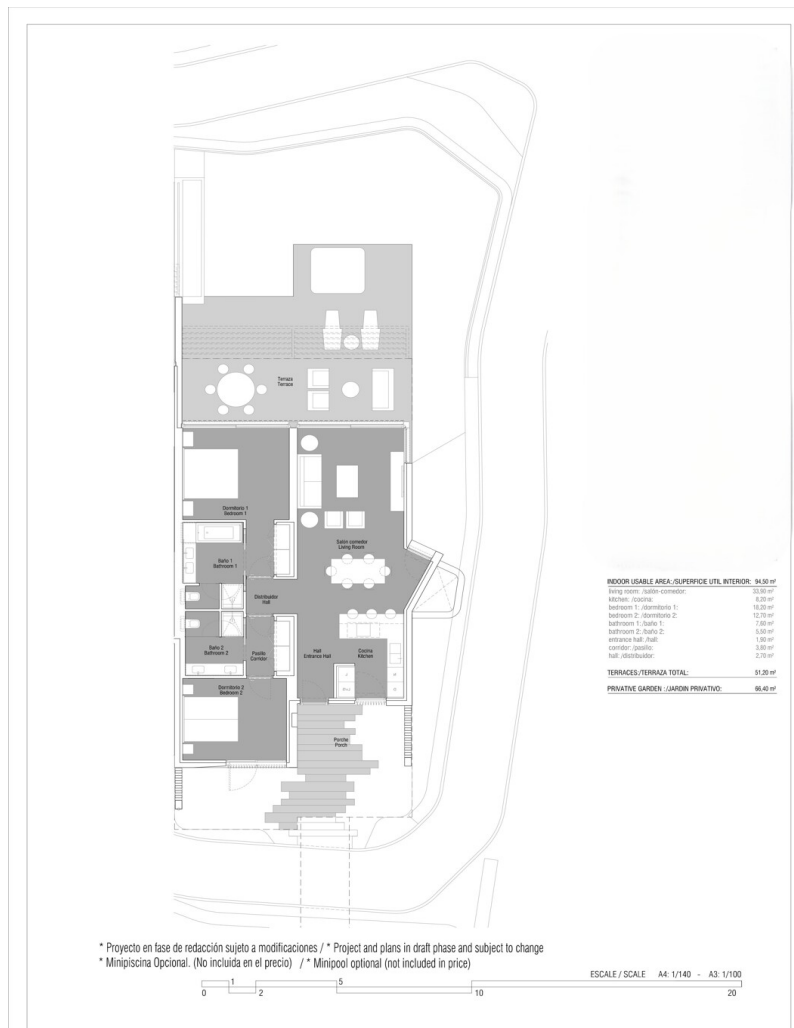 Terraza
Terrace
Dormitorio 1
Bedroom 1
Salón comedor
Living Room
Baño 1
Bathroom 1
Distribuidor
Hall
Baño 2
Bathroom 2
Pasillo
Corridor
Hall
Entrance Hall
Cocina
Kitchen
Dormitorio 2
Bedroom 2
Porche
Porch
INDOOR USABLE AREA:/SUPERFICIE UTIL INTERIOR: 94,50 m²
living room: /salón-comedor: 33,90 m²
kitchen: /cocina: 8,20 m²
bedroom 1: /dormitorio 1: 18,20 m²
bedroom 2: /dormitorio 2: 12,70 m²
bathroom 1:/baño 1: 7,60 m²
bathroom 2:/baño 2: 5,50 m²
entrance hall: /hall: 1,90 m²
corridor: /pasillo: 3,80 m²
hall: /distribuidor: 2,70 m²
TERRACES:/TERRAZA TOTAL: 51,20 m²
PRIVATIVE GARDEN :/JARDIN PRIVATIVO: 66,40 m²
* Proyecto en fase de redacción sujeto a modificaciones / * Project and plans in draft phase and subject to change
* Minipiscina Opcional. (No incluida en el precio) / * Minipool optional (not included in price)
ESCALE / SCALE A4: 1/140 - A3: 1/100
0 1 2 5 10 20